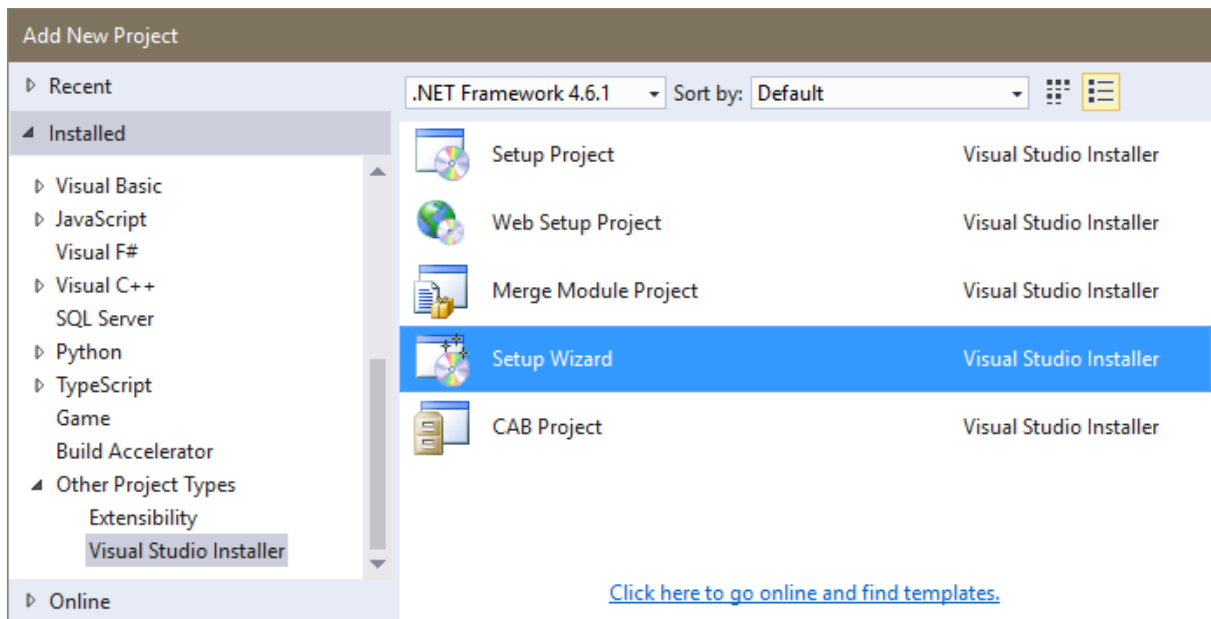 Add New Project
Recent
.NET Framework 4.6.1 Sort by: Default
Installed
Visual Basic
JavaScript
Visual F#
Visual C++
SQL Server
Python
TypeScript
Game
Build Accelerator
Other Project Types
Extensibility
Visual Studio Installer
Online
Setup Project Visual Studio Installer
Web Setup Project Visual Studio Installer
Merge Module Project Visual Studio Installer
Setup Wizard Visual Studio Installer
CAB Project Visual Studio Installer
Click here to go online and find templates.